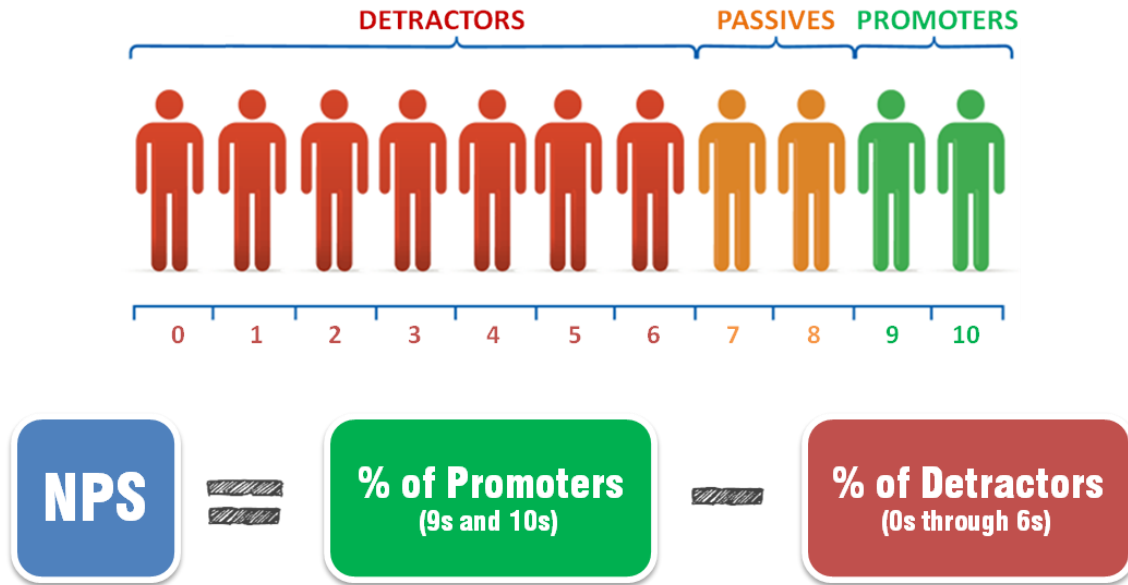 DETRACTORS PASSIVES PROMOTERS
0 1 2 3 4 5 6 7 8 9 10
NPS = % of Promoters - % of Detractors
(9s and 10s) (0s through 6s)